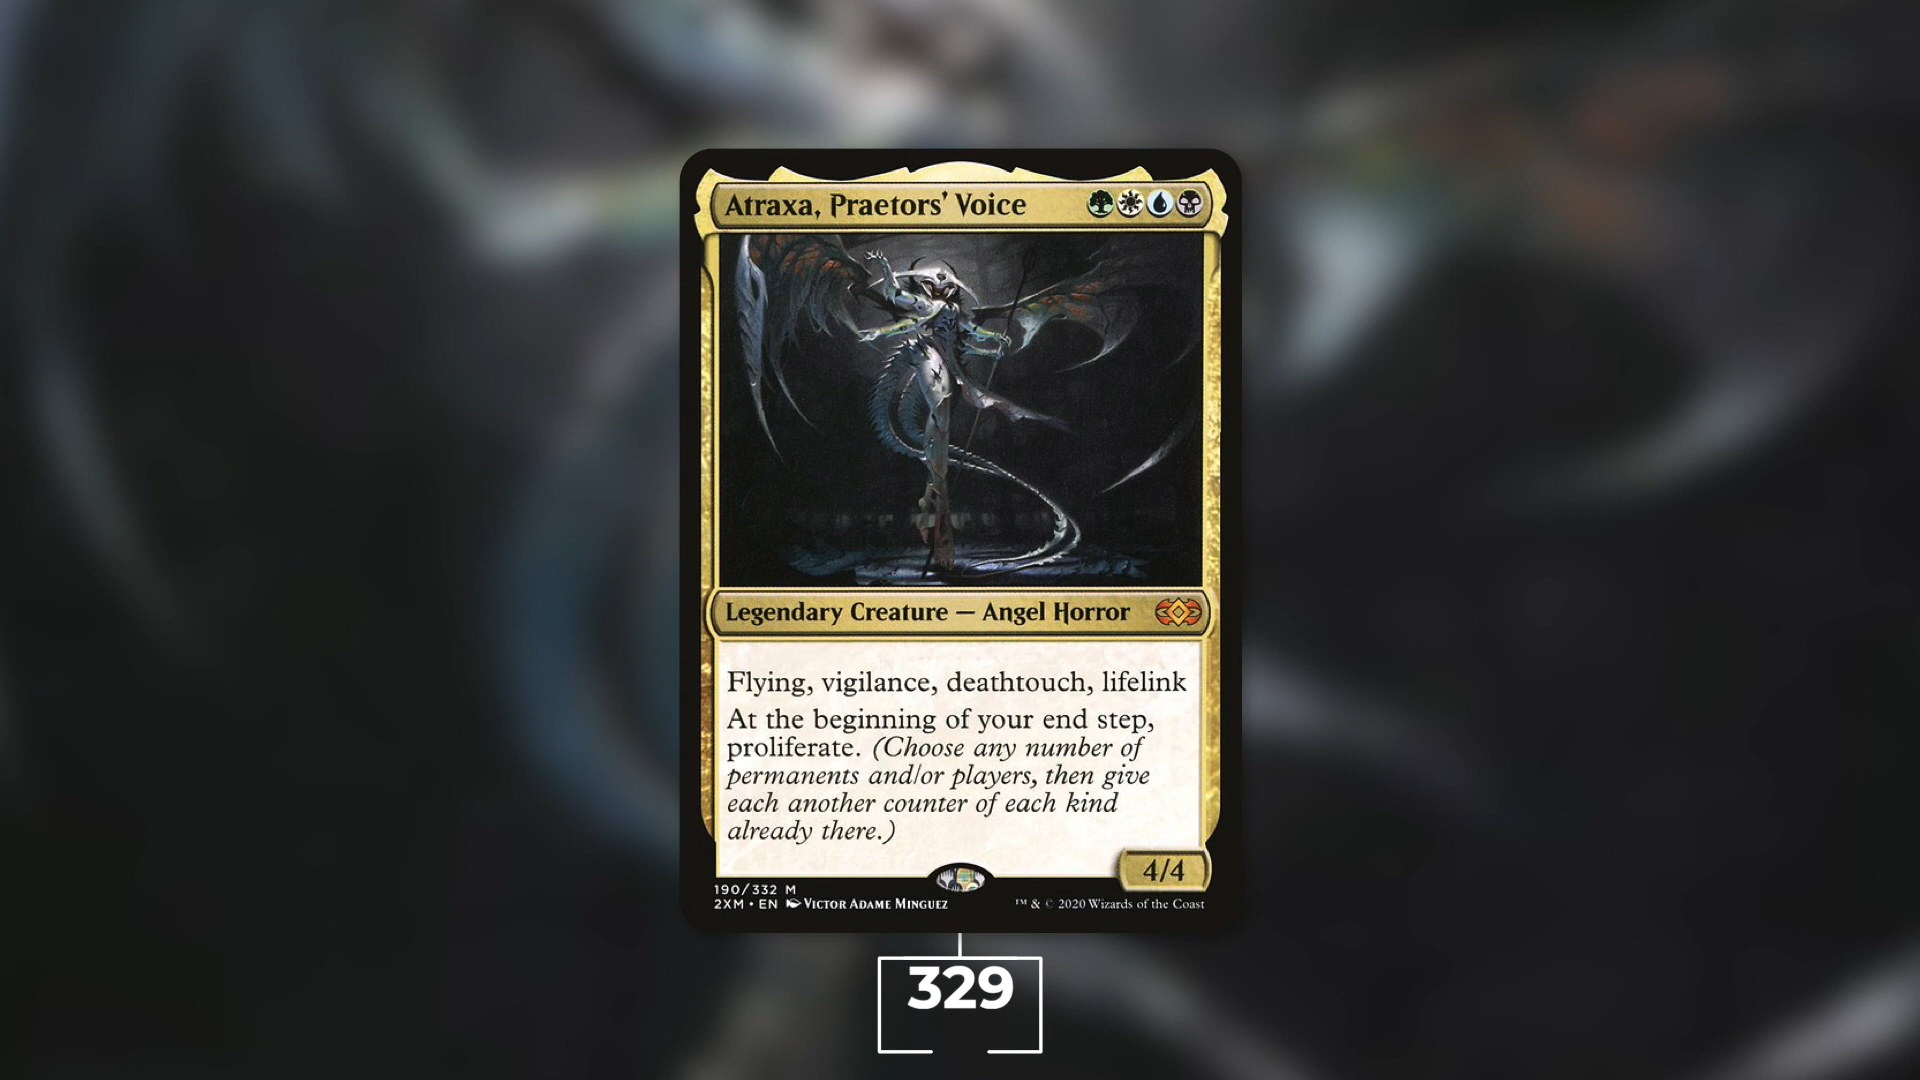 Atraxa, Praetors' Voice
Legendary Creature — Angel Horror
Flying, vigilance, deathtouch, lifelink
At the beginning of your end step,
proliferate. (Choose any number of
permanents and/or players, then give
each another counter of each kind
already there.)
4/4
190/332 M
2XM • EN Victor Adame Minguez
™ & © 2020 Wizards of the Coast
329